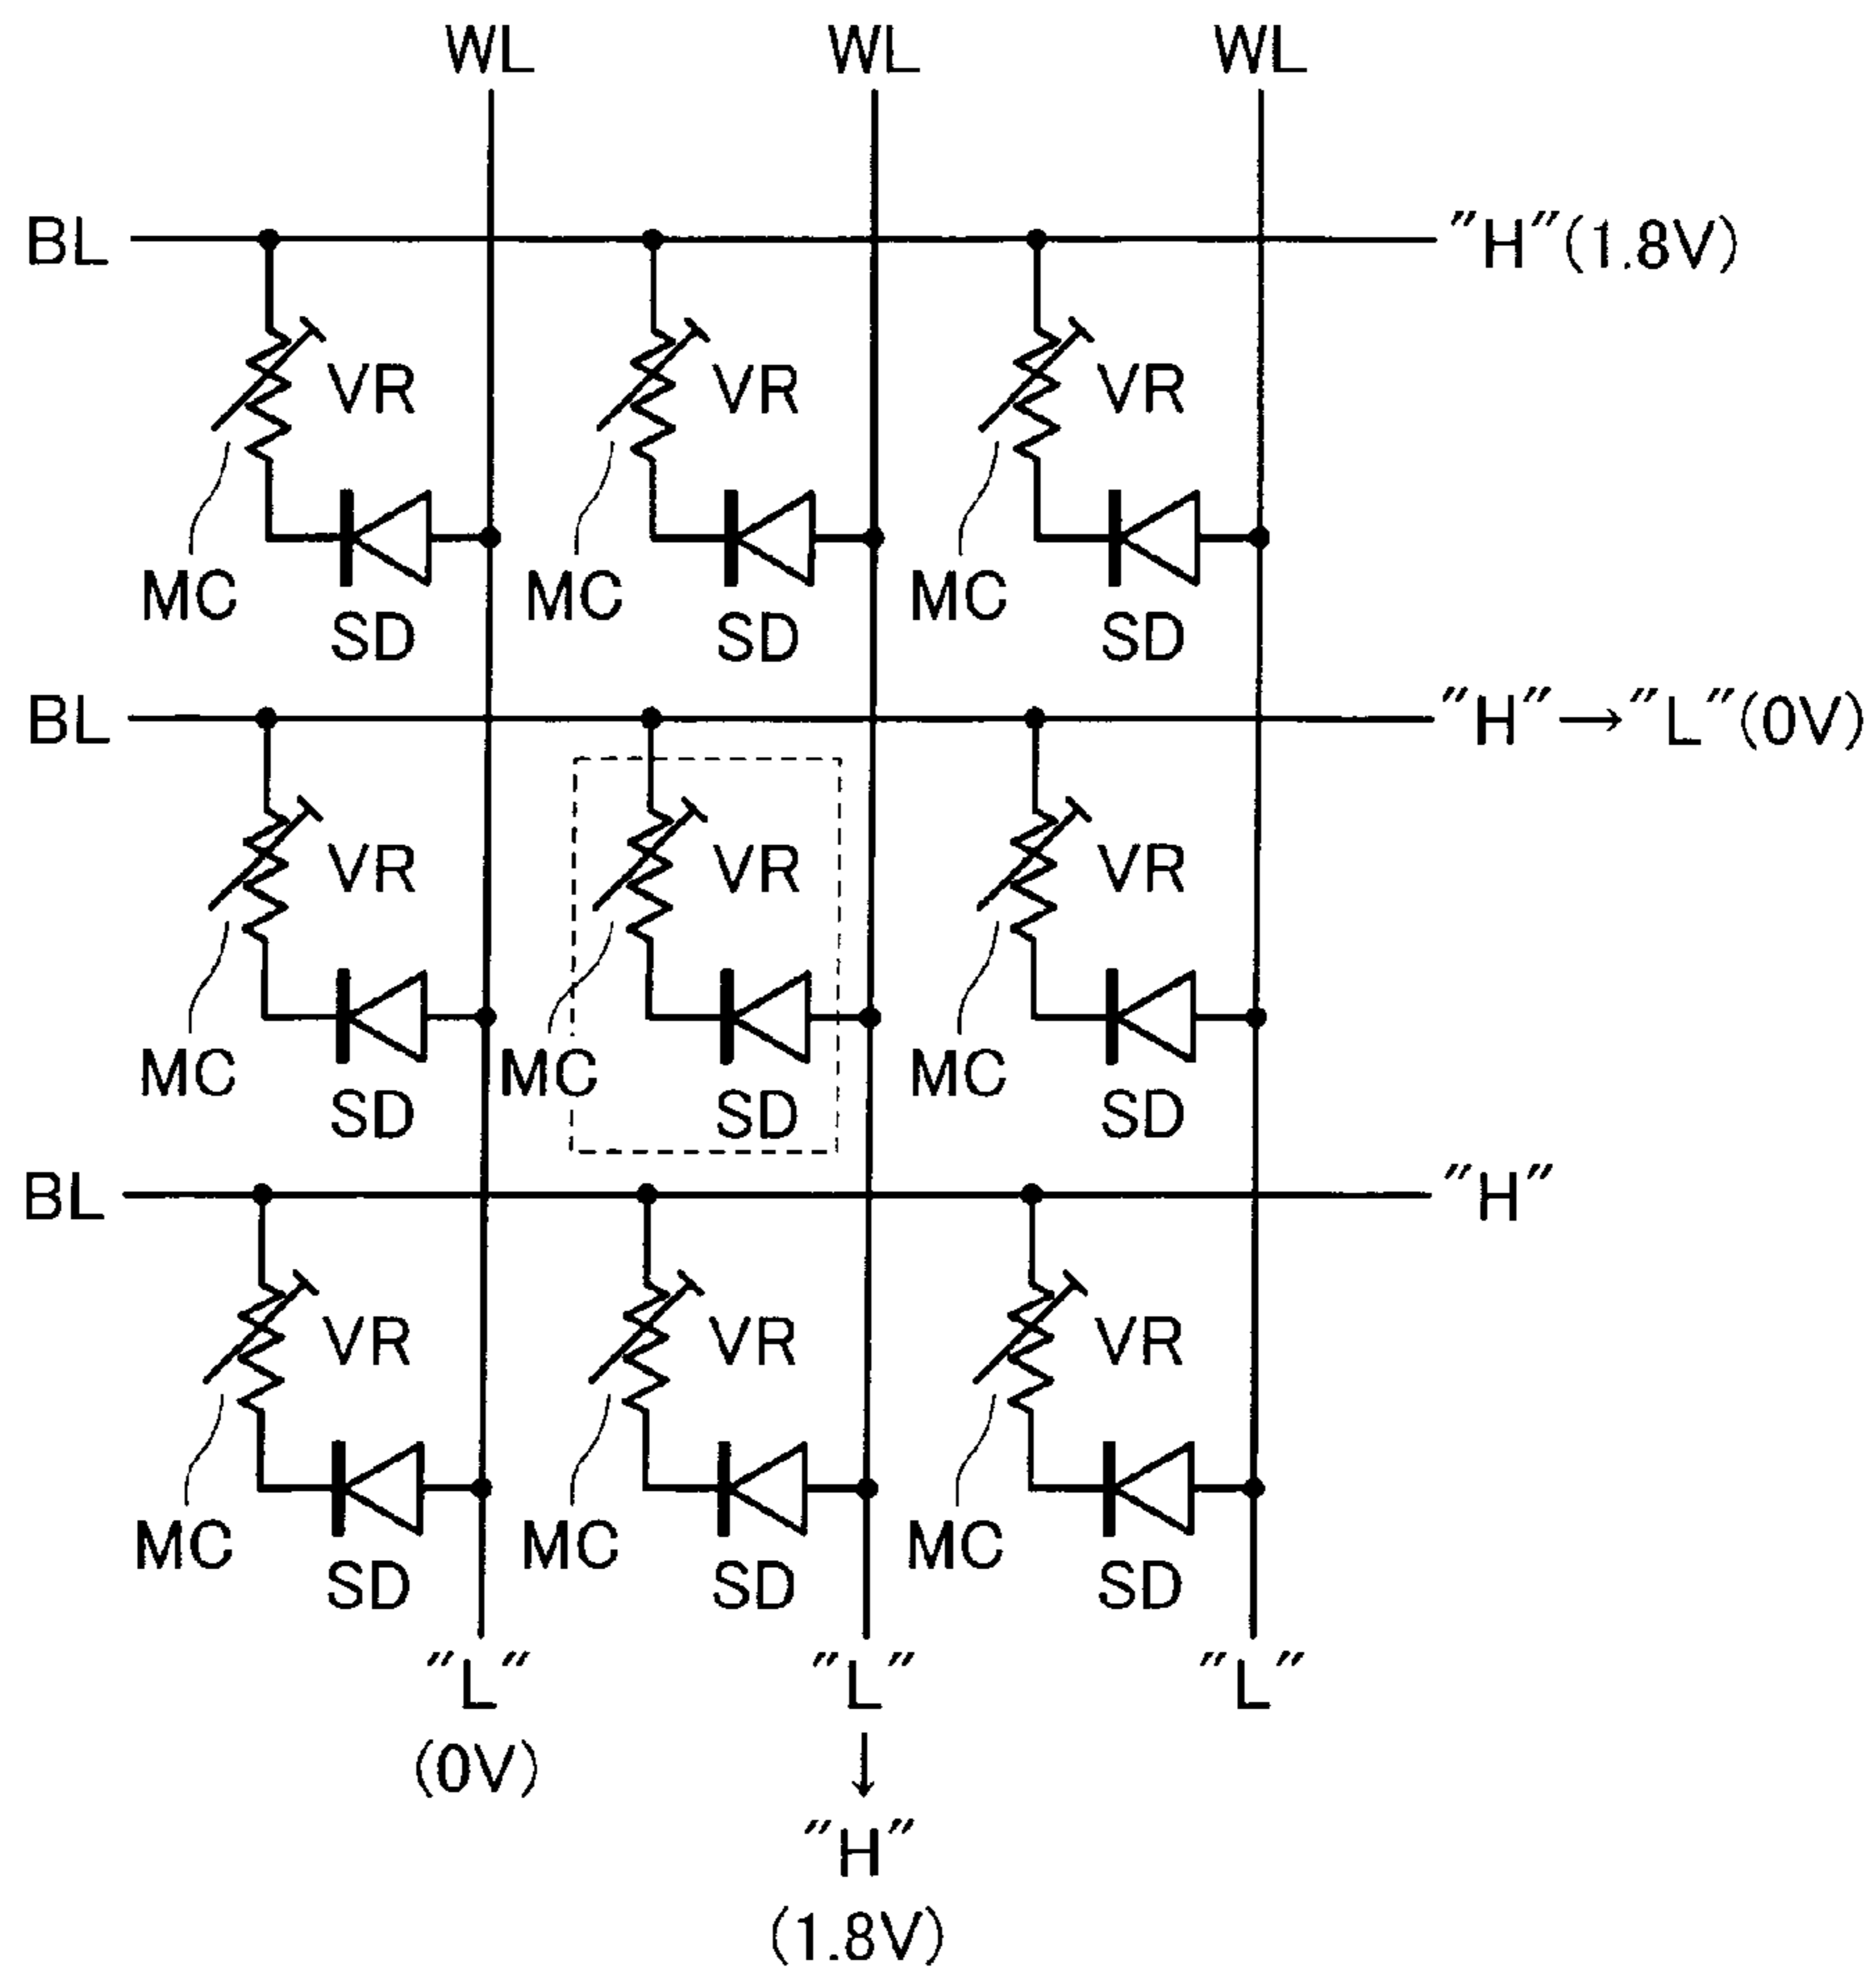 WL WL WL
BL "H"(1.8V)
VR VR VR
MC MC MC
SD SD SD
BL "H"→"L"(0V)
VR VR VR
MC MC MC
SD SD SD
BL "H"
VR VR VR
MC MC MC
SD SD SD
"L" "L" "L"
(0V) ↓
"H"
(1.8V)